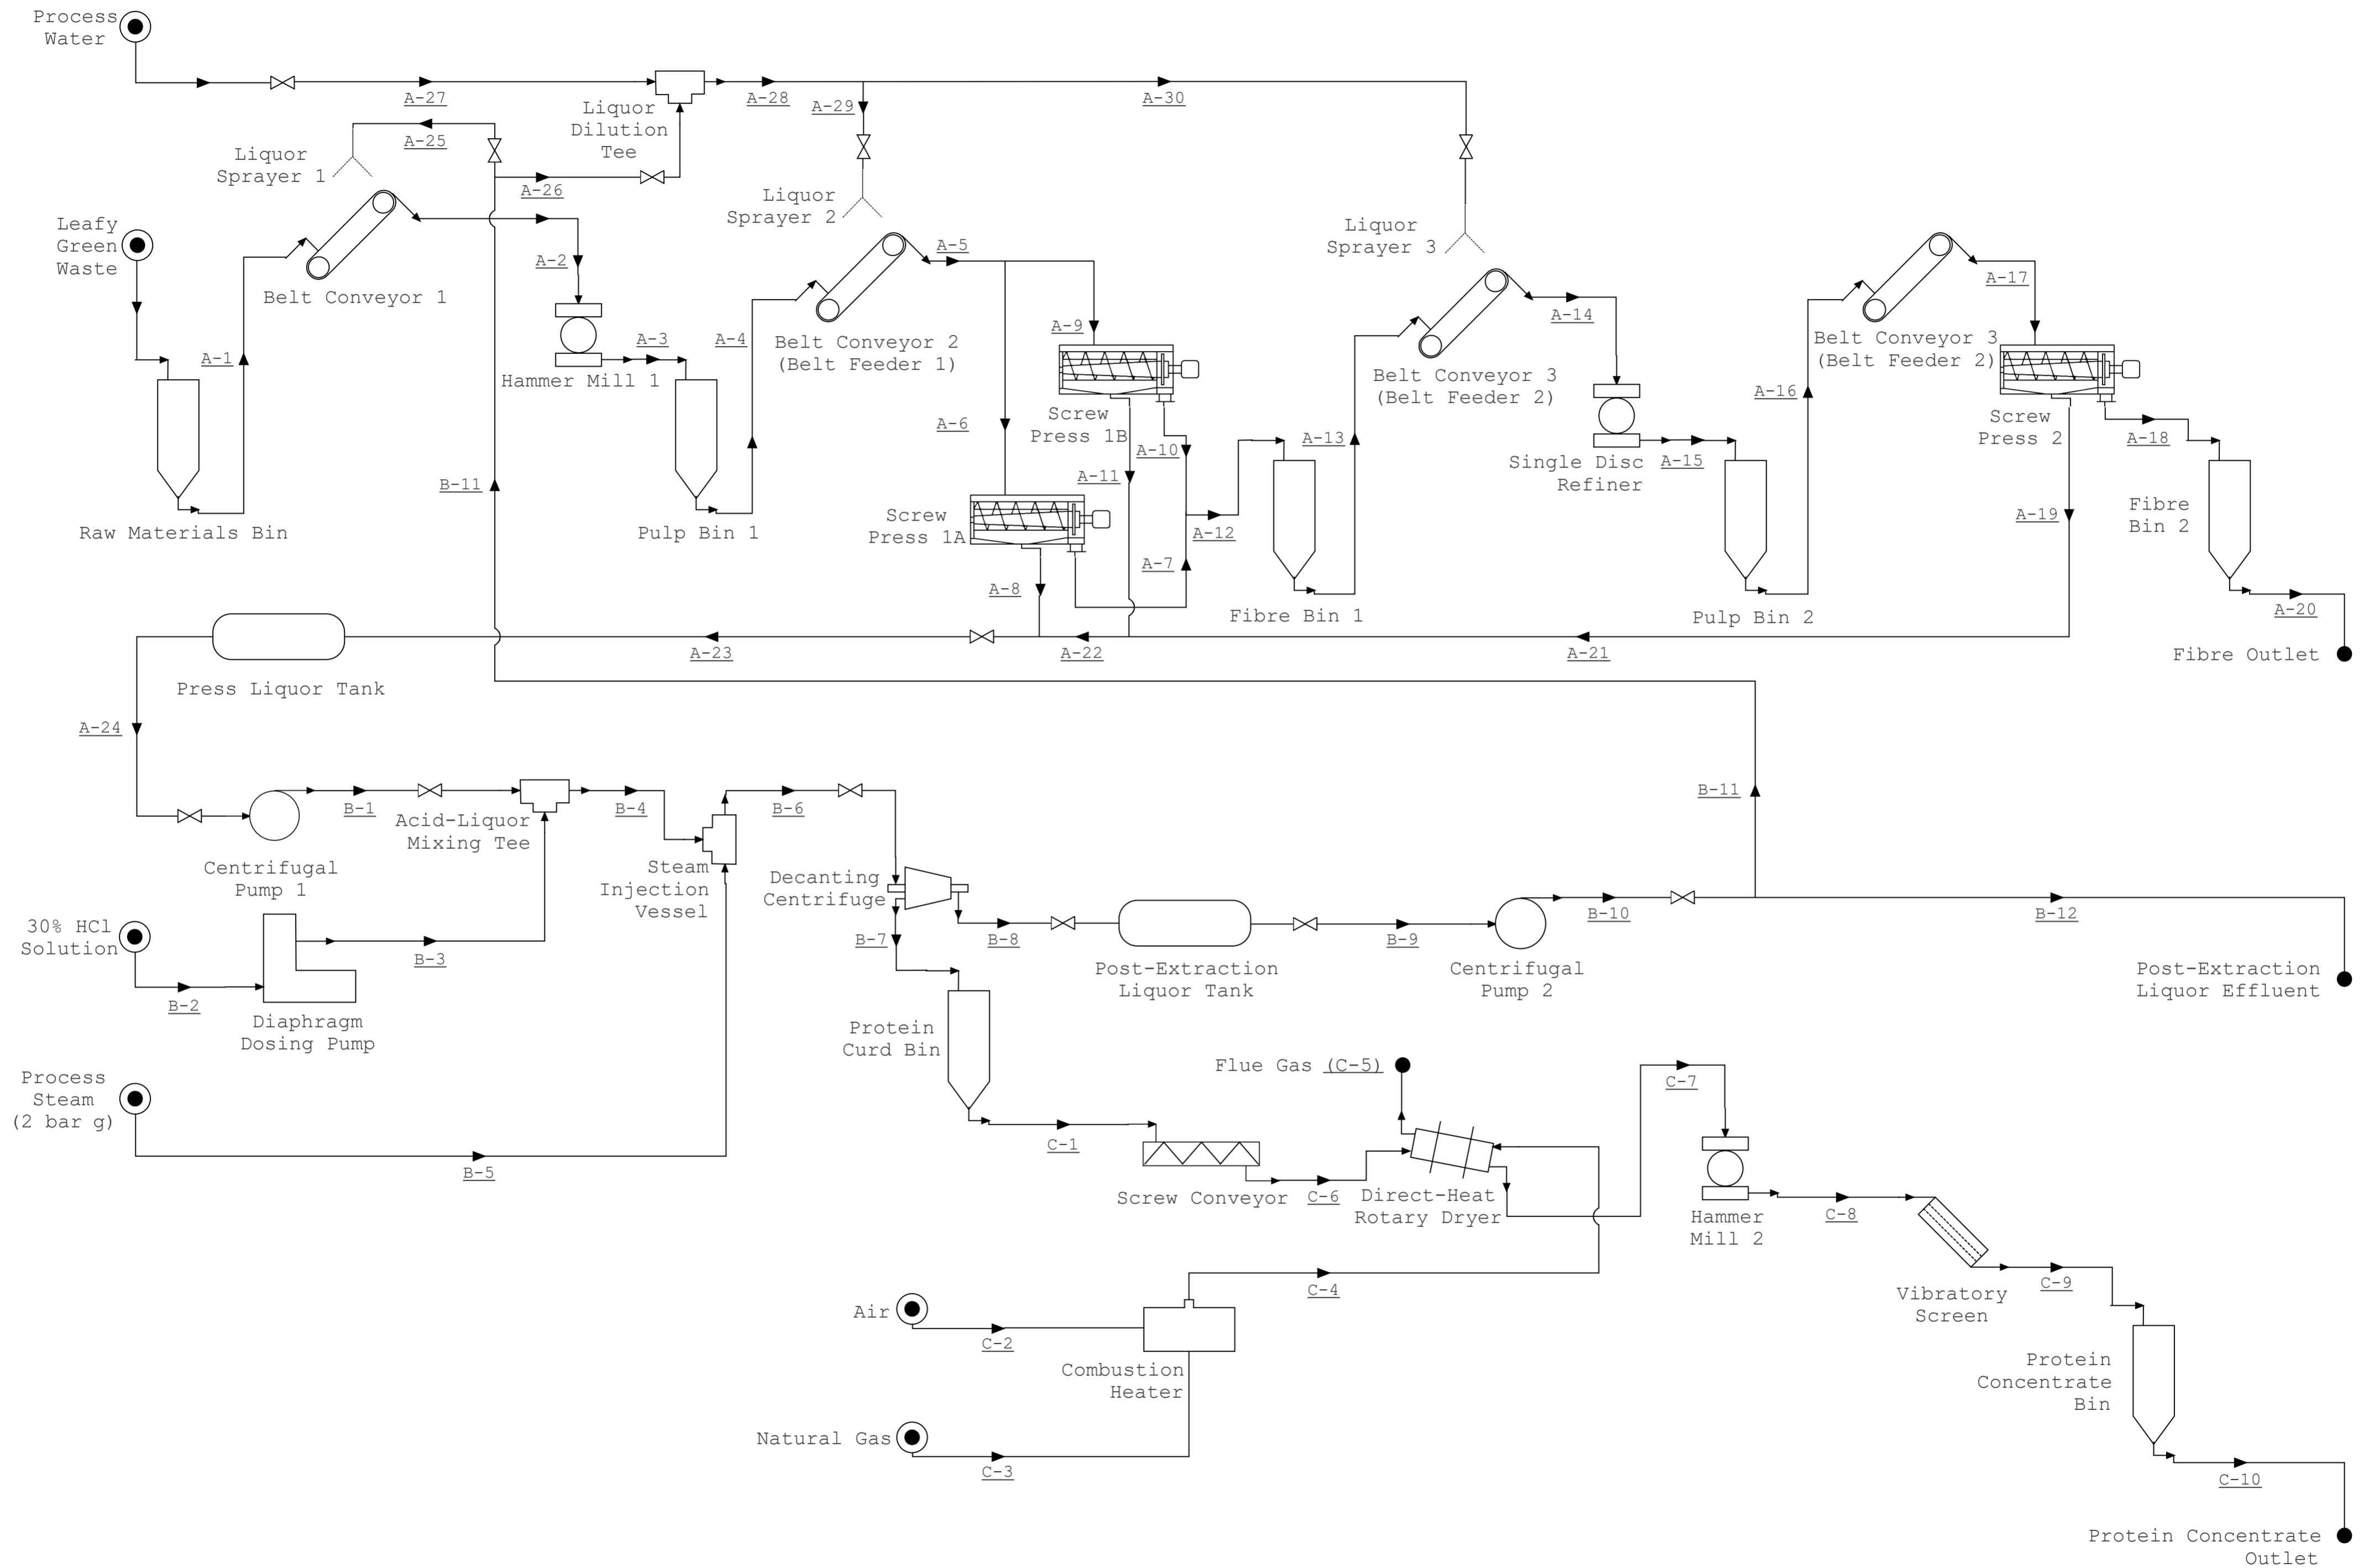 Process
Water
A-27
Liquor
Dilution
Tee
A-28
A-29
A-30
A-25
Liquor
Sprayer 1
A-26
Liquor
Sprayer 2
Liquor
Sprayer 3
Leafy
Green
Waste
A-1
Belt Conveyor 1
A-2
Hammer Mill 1
A-3
A-4
Belt Conveyor 2
(Belt Feeder 1)
A-5
A-6
A-9
Screw
Press 1B
A-10
A-11
Screw
Press 1A
A-8
A-7
A-12
A-13
Belt Conveyor 3
(Belt Feeder 2)
A-14
Single Disc
Refiner
A-15
A-16
Belt Conveyor 3
(Belt Feeder 2)
A-17
Screw
Press 2
A-18
A-19
Fibre
Bin 2
A-20
Raw Materials Bin
B-11
Pulp Bin 1
Fibre Bin 1
Pulp Bin 2
Fibre Outlet
A-23
A-22
A-21
Press Liquor Tank
A-24
B-1
Centrifugal
Pump 1
Acid-Liquor
Mixing Tee
B-4
B-6
Steam
Injection
Vessel
Decanting
Centrifuge
B-11
30% HCl
Solution
B-2
B-3
Diaphragm
Dosing Pump
B-7
B-8
Post-Extraction
Liquor Tank
B-9
Centrifugal
Pump 2
B-10
B-12
Post-Extraction
Liquor Effluent
Process
Steam
(2 bar g)
B-5
Protein
Curd Bin
Flue Gas (C-5)
C-1
Screw Conveyor
C-6
Direct-Heat
Rotary Dryer
C-7
Hammer
Mill 2
C-8
Vibratory
Screen
C-9
C-4
Air
C-2
Combustion
Heater
Natural Gas
C-3
Protein
Concentrate
Bin
C-10
Protein Concentrate
Outlet